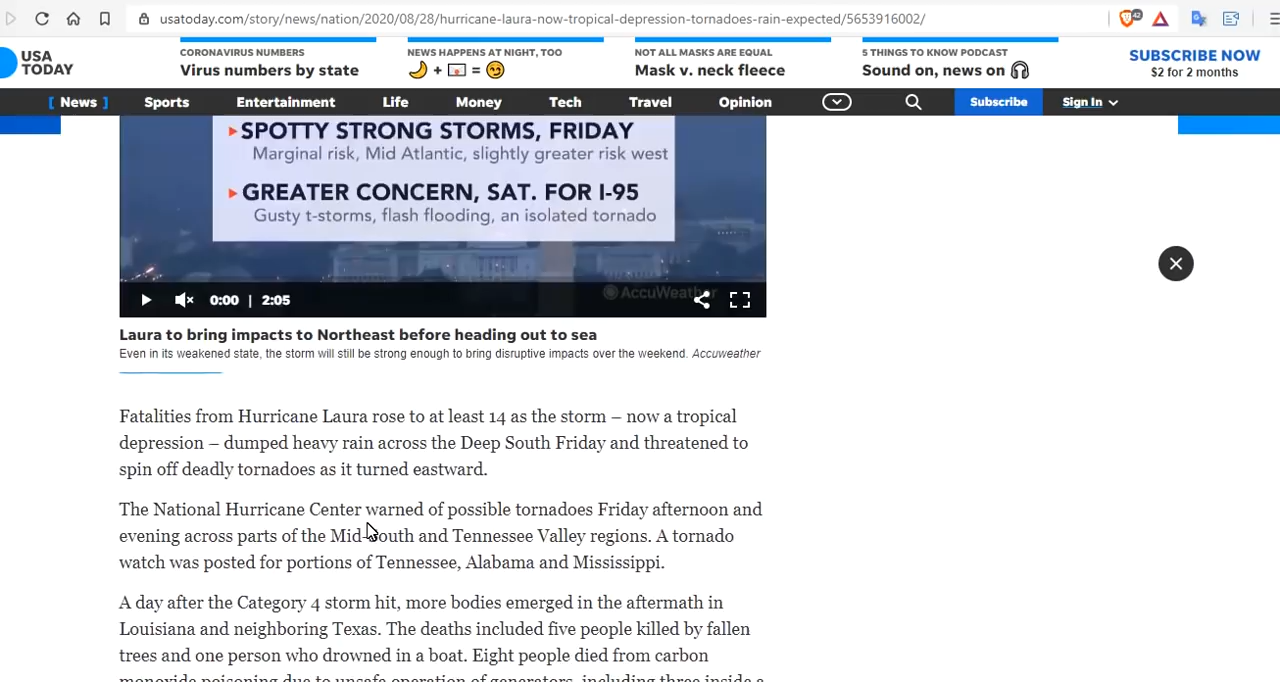 usatoday.com/story/news/nation/2020/08/28/hurricane-laura-now-tropical-depression-tornadoes-rain-expected/5653916002/
42
USA TODAY
CORONAVIRUS NUMBERS
Virus numbers by state
NEWS HAPPENS AT NIGHT, TOO
🌙 + 💌 = 😏
NOT ALL MASKS ARE EQUAL
Mask v. neck fleece
5 THINGS TO KNOW PODCAST
Sound on, news on 🎧
SUBSCRIBE NOW
$2 for 2 months
[ News ] Sports Entertainment Life Money Tech Travel Opinion Subscribe Sign In
SPOTTY STRONG STORMS, FRIDAY
Marginal risk, Mid Atlantic, slightly greater risk west
GREATER CONCERN, SAT. FOR I-95
Gusty t-storms, flash flooding, an isolated tornado
0:00 | 2:05
AccuWeather
Laura to bring impacts to Northeast before heading out to sea
Even in its weakened state, the storm will still be strong enough to bring disruptive impacts over the weekend. Accuweather
Fatalities from Hurricane Laura rose to at least 14 as the storm – now a tropical
depression – dumped heavy rain across the Deep South Friday and threatened to
spin off deadly tornadoes as it turned eastward.
The National Hurricane Center warned of possible tornadoes Friday afternoon and
evening across parts of the Mid-South and Tennessee Valley regions. A tornado
watch was posted for portions of Tennessee, Alabama and Mississippi.
A day after the Category 4 storm hit, more bodies emerged in the aftermath in
Louisiana and neighboring Texas. The deaths included five people killed by fallen
trees and one person who drowned in a boat. Eight people died from carbon
monoxide poisoning due to unsafe operation of generators, including three inside a